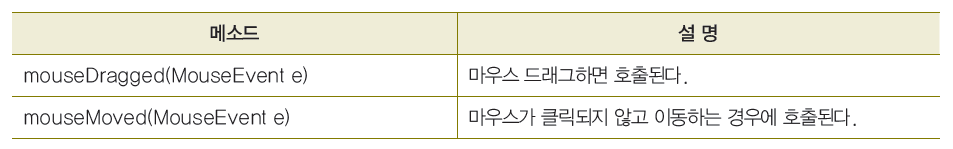 메소드 설 명
mouseDragged(MouseEvent e) 마우스 드래그하면 호출된다.
mouseMoved(MouseEvent e) 마우스가 클릭되지 않고 이동하는 경우에 호출된다.